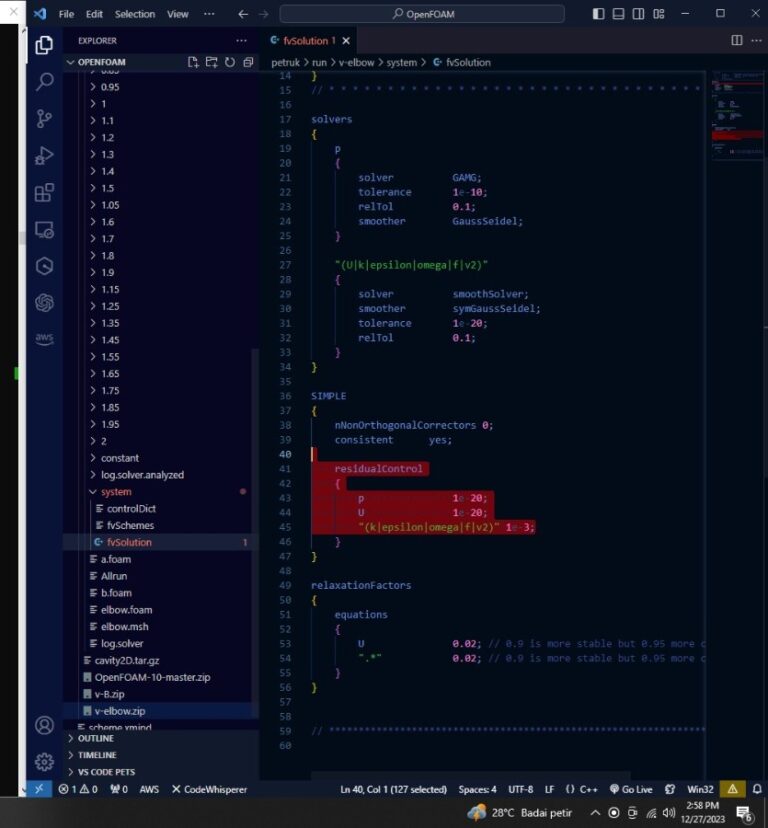 File Edit Selection View ··· OpenFOAM
EXPLORER ···
fvSolution 1
OPENFOAM
petruk > run > v-elbow > system > fvSolution
0.85
0.95
1
1.1
1.2
1.3
1.4
1.5
1.05
1.6
1.7
1.8
1.9
1.15
1.25
1.35
1.45
1.55
1.65
1.75
1.85
1.95
2
constant
log.solver.analyzed
system
controlDict
fvSchemes
fvSolution 1
a.foam
Allrun
b.foam
elbow.foam
elbow.msh
log.solver
cavity2D.tar.gz
OpenFOAM-10-master.zip
v-B.zip
v-elbow.zip
scheme.xmind
OUTLINE
TIMELINE
VS CODE PETS
aws
14 }
15 // * * * * * * * * * * * * * * * * * * * * * * * * * * * * * * * *
16
17 solvers
18 {
19 p
20 {
21 solver GAMG;
22 tolerance 1e-10;
23 relTol 0.1;
24 smoother GaussSeidel;
25 }
26
27 "(U|k|epsilon|omega|f|v2)"
28 {
29 solver smoothSolver;
30 smoother symGaussSeidel;
31 tolerance 1e-20;
32 relTol 0.1;
33 }
34 }
35
36 SIMPLE
37 {
38 nNonOrthogonalCorrectors 0;
39 consistent yes;
40
41 residualControl
42 {
43 p 1e-20;
44 U 1e-20;
45 "(k|epsilon|omega|f|v2)" 1e-3;
46 }
47 }
48
49 relaxationFactors
50 {
51 equations
52 {
53 U 0.02; // 0.9 is more stable but 0.95 more c
54 ".*" 0.02; // 0.9 is more stable but 0.95 more c
55 }
56 }
57
58
59 // *****************************************************************
60
1 0 0 AWS CodeWhisperer Ln 40, Col 1 (127 selected) Spaces: 4 UTF-8 LF {} C++ Go Live Win32
28°C Badai petir 2:58 PM
12/27/2023 6